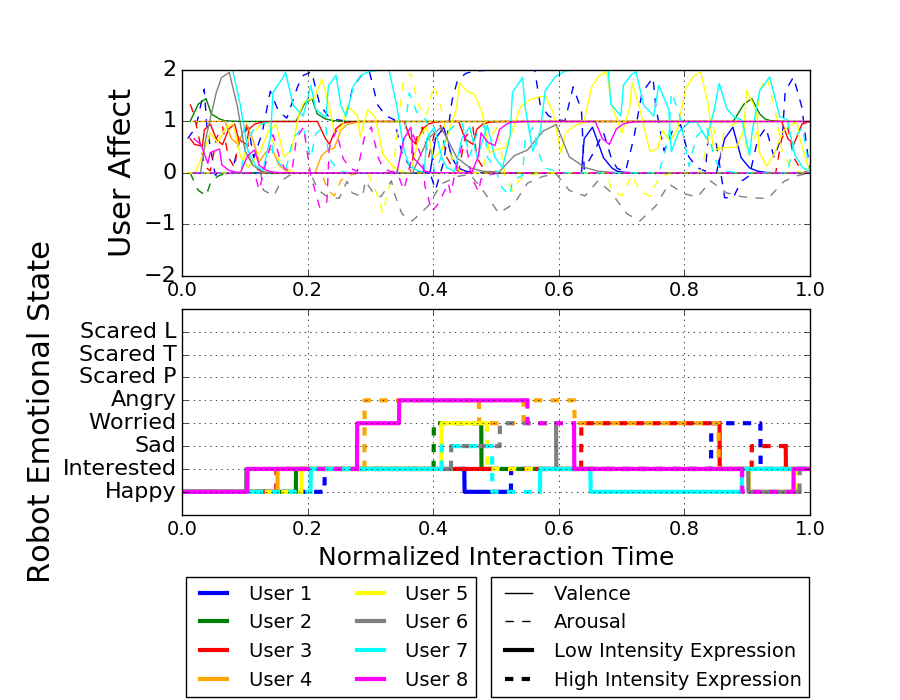 User Affect
2
1
0
−1
−2
0.0 0.2 0.4 0.6 0.8 1.0
Robot Emotional State
Scared L
Scared T
Scared P
Angry
Worried
Sad
Interested
Happy
0.0 0.2 0.4 0.6 0.8 1.0
Normalized Interaction Time
User 1
User 2
User 3
User 4
User 5
User 6
User 7
User 8
Valence
Arousal
Low Intensity Expression
High Intensity Expression